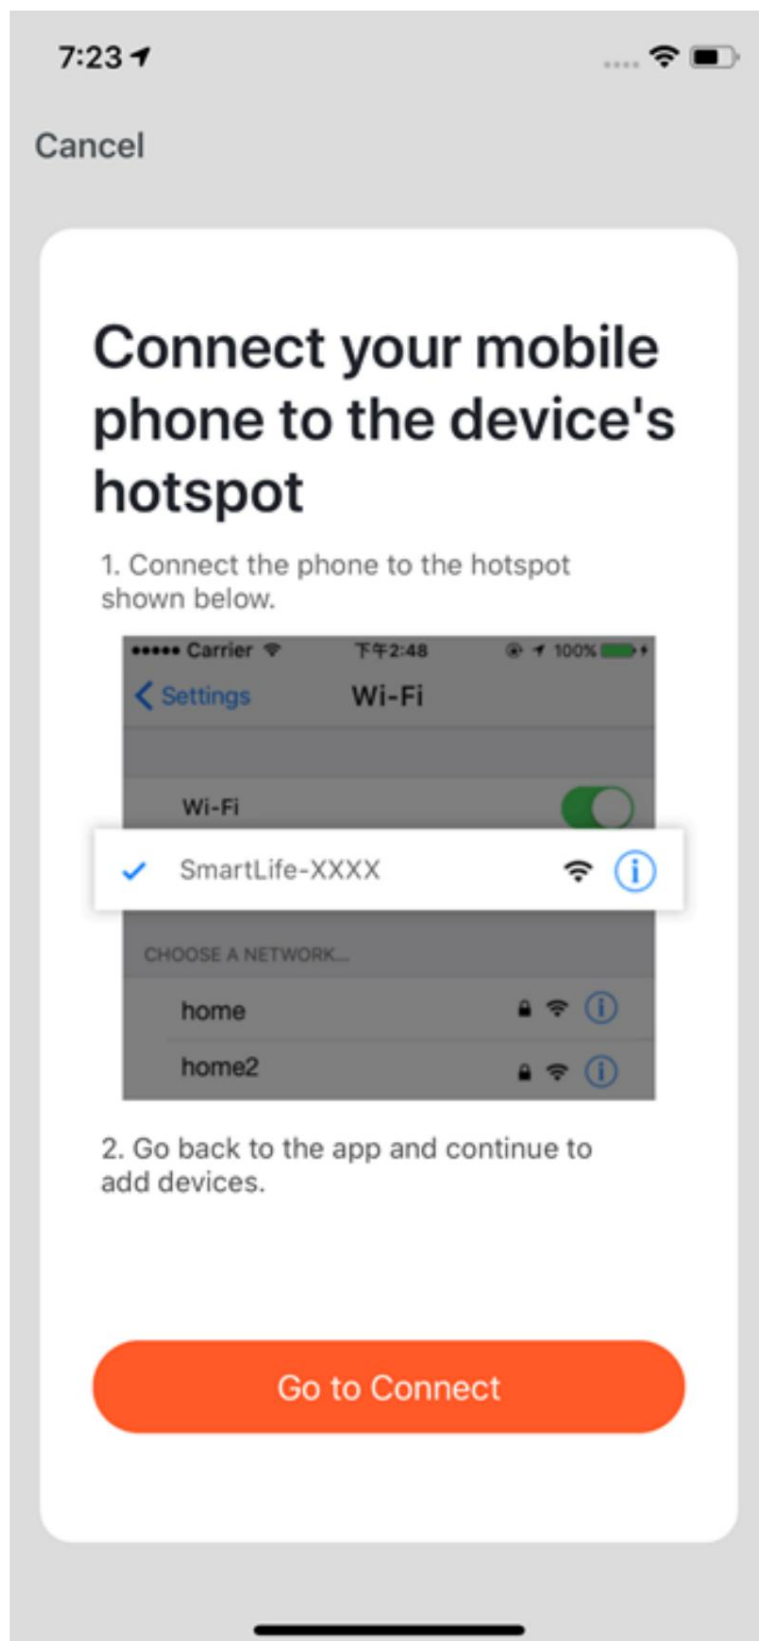 7:23
Cancel
Connect your mobile
phone to the device's
hotspot
1. Connect the phone to the hotspot
shown below.
Carrier 下午2:48 100%
Settings Wi-Fi
Wi-Fi
SmartLife-XXXX
CHOOSE A NETWORK...
home
home2
2. Go back to the app and continue to
add devices.
Go to Connect